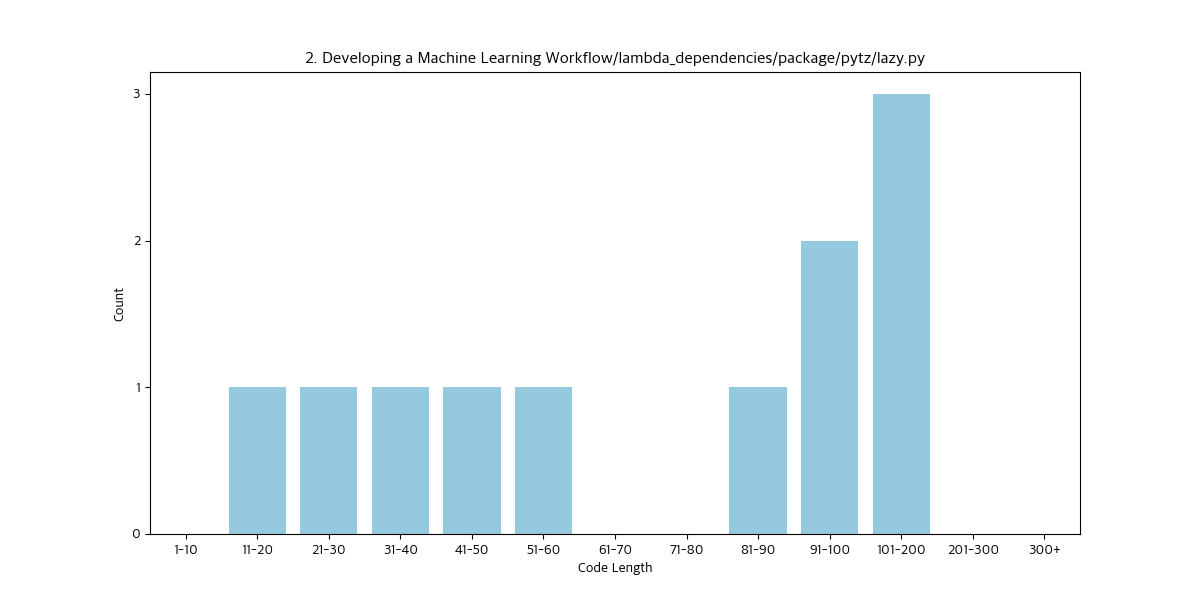 2. Developing a Machine Learning Workflow/lambda_dependencies/package/pytz/lazy.py
3
2
1
0
Count
1-10 11-20 21-30 31-40 41-50 51-60 61-70 71-80 81-90 91-100 101-200 201-300 300+
Code Length